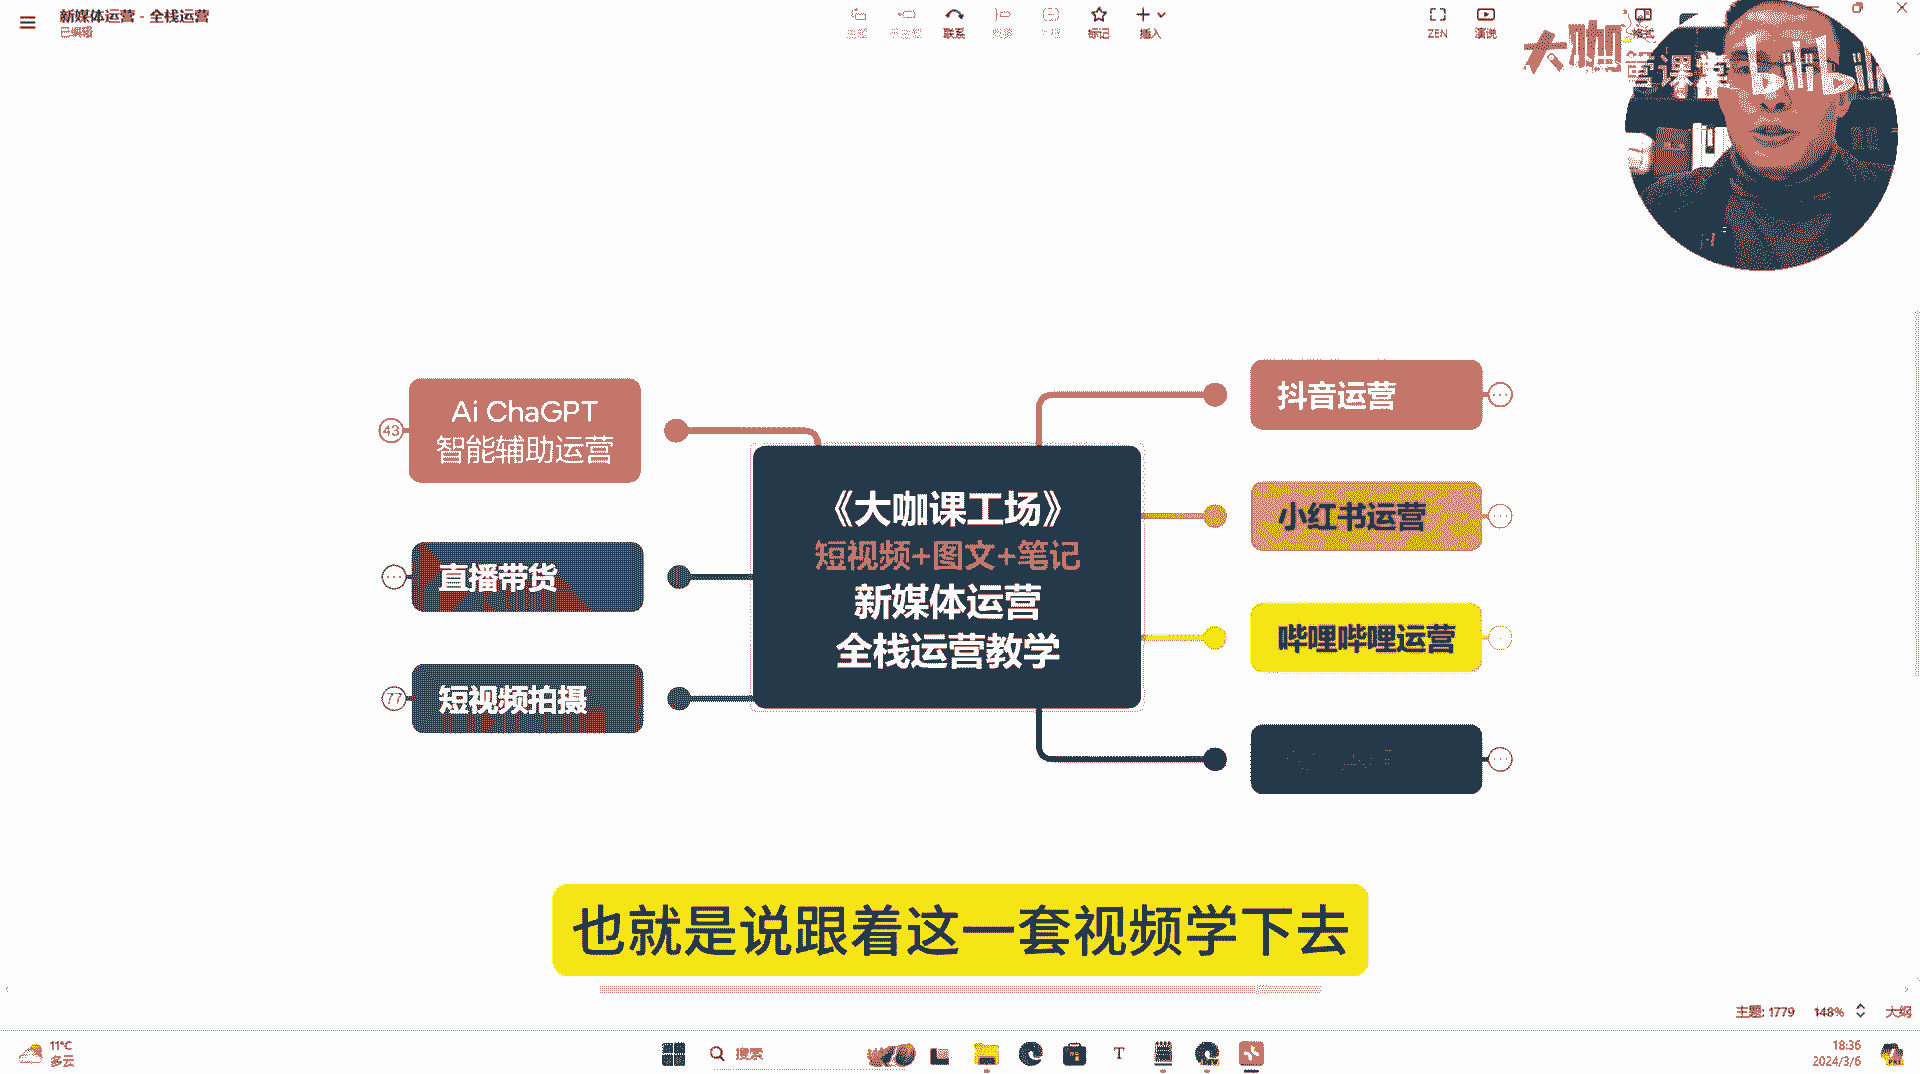 新媒体运营 - 全栈运营
已编辑
联系
标记
插入
ZEN
演说
大咖
运营课堂 bilibili
43
Ai ChaGPT
智能辅助运营
直播带货
77
短视频拍摄
《大咖课工场》
短视频+图文+笔记
新媒体运营
全栈运营教学
抖音运营
小红书运营
哔哩哔哩运营
也就是说跟着这一套视频学下去
主题: 1779
148%
大纲
11°C
多云
搜索
18:36
2024/3/6